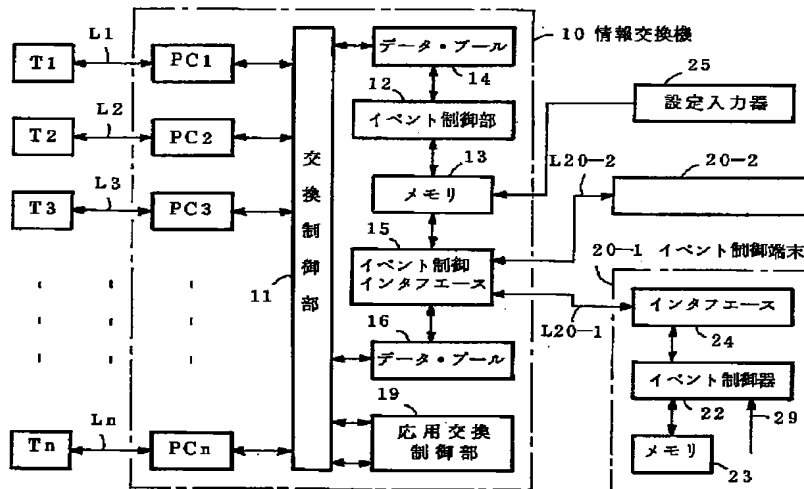 10 情報交換機
L1
T1
PC1
データ・プール
14
25
設定入力器
12
イベント制御部
L2
T2
PC2
13
メモリ
L20-2
20-2
L3
T3
PC3
交換制御部
11
15
イベント制御
インタフエース
20-1 イベント制御端末
インタフエース
24
L20-1
16
データ・プール
イベント制御器
22
29
19
応用交換
制御部
メモリ
23
Ln
Tn
PCn